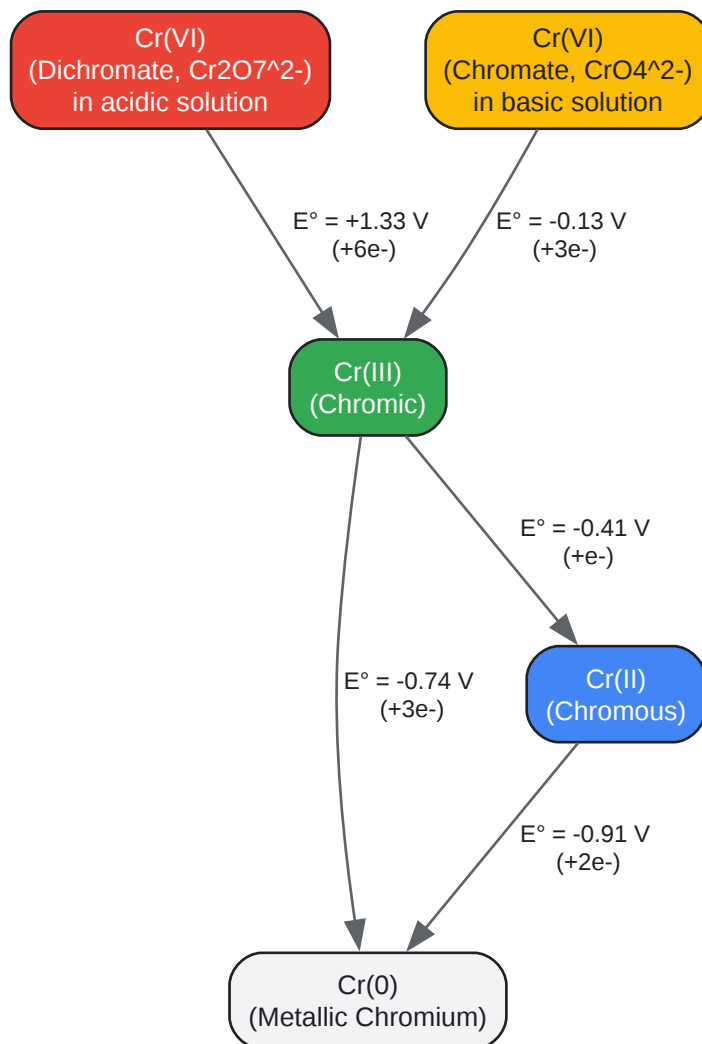 Cr(VI)
(Dichromate, Cr2O7^2-)
in acidic solution
Cr(VI)
(Chromate, CrO4^2-)
in basic solution
E° = +1.33 V
(+6e-)
E° = -0.13 V
(+3e-)
Cr(III)
(Chromic)
E° = -0.41 V
(+e-)
E° = -0.74 V
(+3e-)
Cr(II)
(Chromous)
E° = -0.91 V
(+2e-)
Cr(0)
(Metallic Chromium)